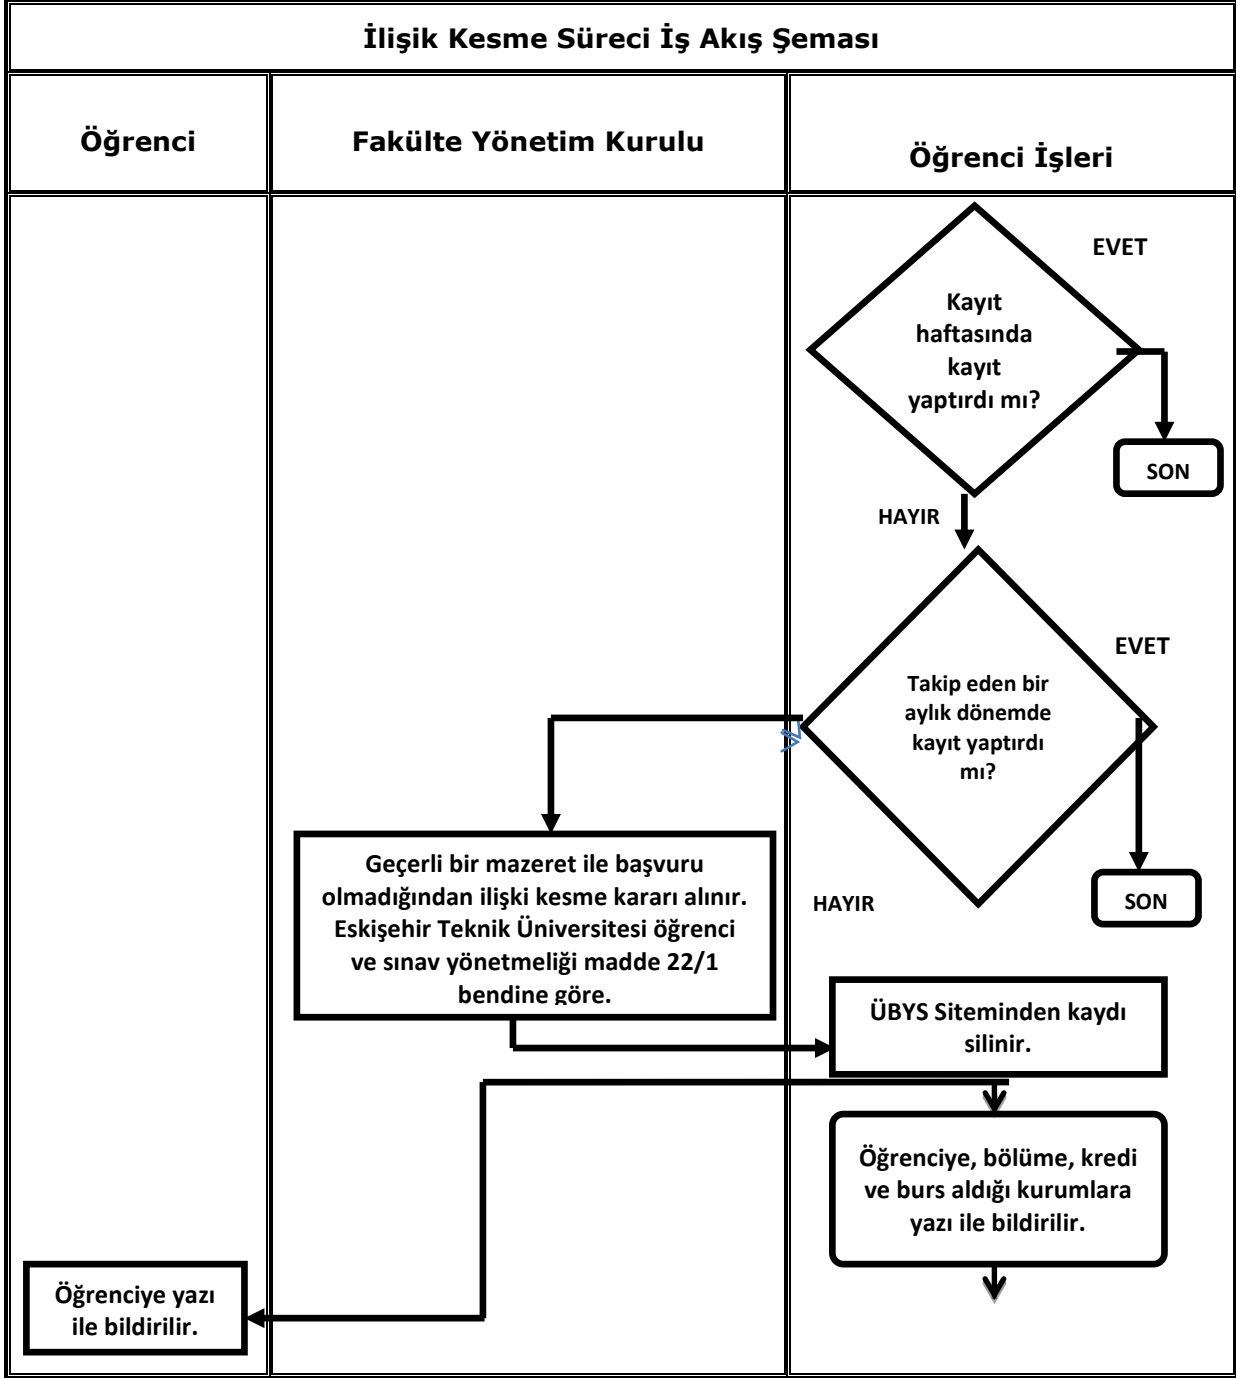 İlişik Kesme Süreci İş Akış Şeması
Öğrenci
Fakülte Yönetim Kurulu
Öğrenci İşleri
EVET
Kayıt
haftasında
kayıt
yaptırdı mı?
SON
HAYIR
EVET
Takip eden bir
aylık dönemde
kayıt yaptırdı
mı?
Geçerli bir mazeret ile başvuru
olmadığından ilişki kesme kararı alınır.
Eskişehir Teknik Üniversitesi öğrenci
ve sınav yönetmeliği madde 22/1
bendine göre.
HAYIR
SON
ÜBYS Siteminden kaydı
silinir.
Öğrenciye, bölüme, kredi
ve burs aldığı kurumlara
yazı ile bildirilir.
Öğrenciye yazı
ile bildirilir.